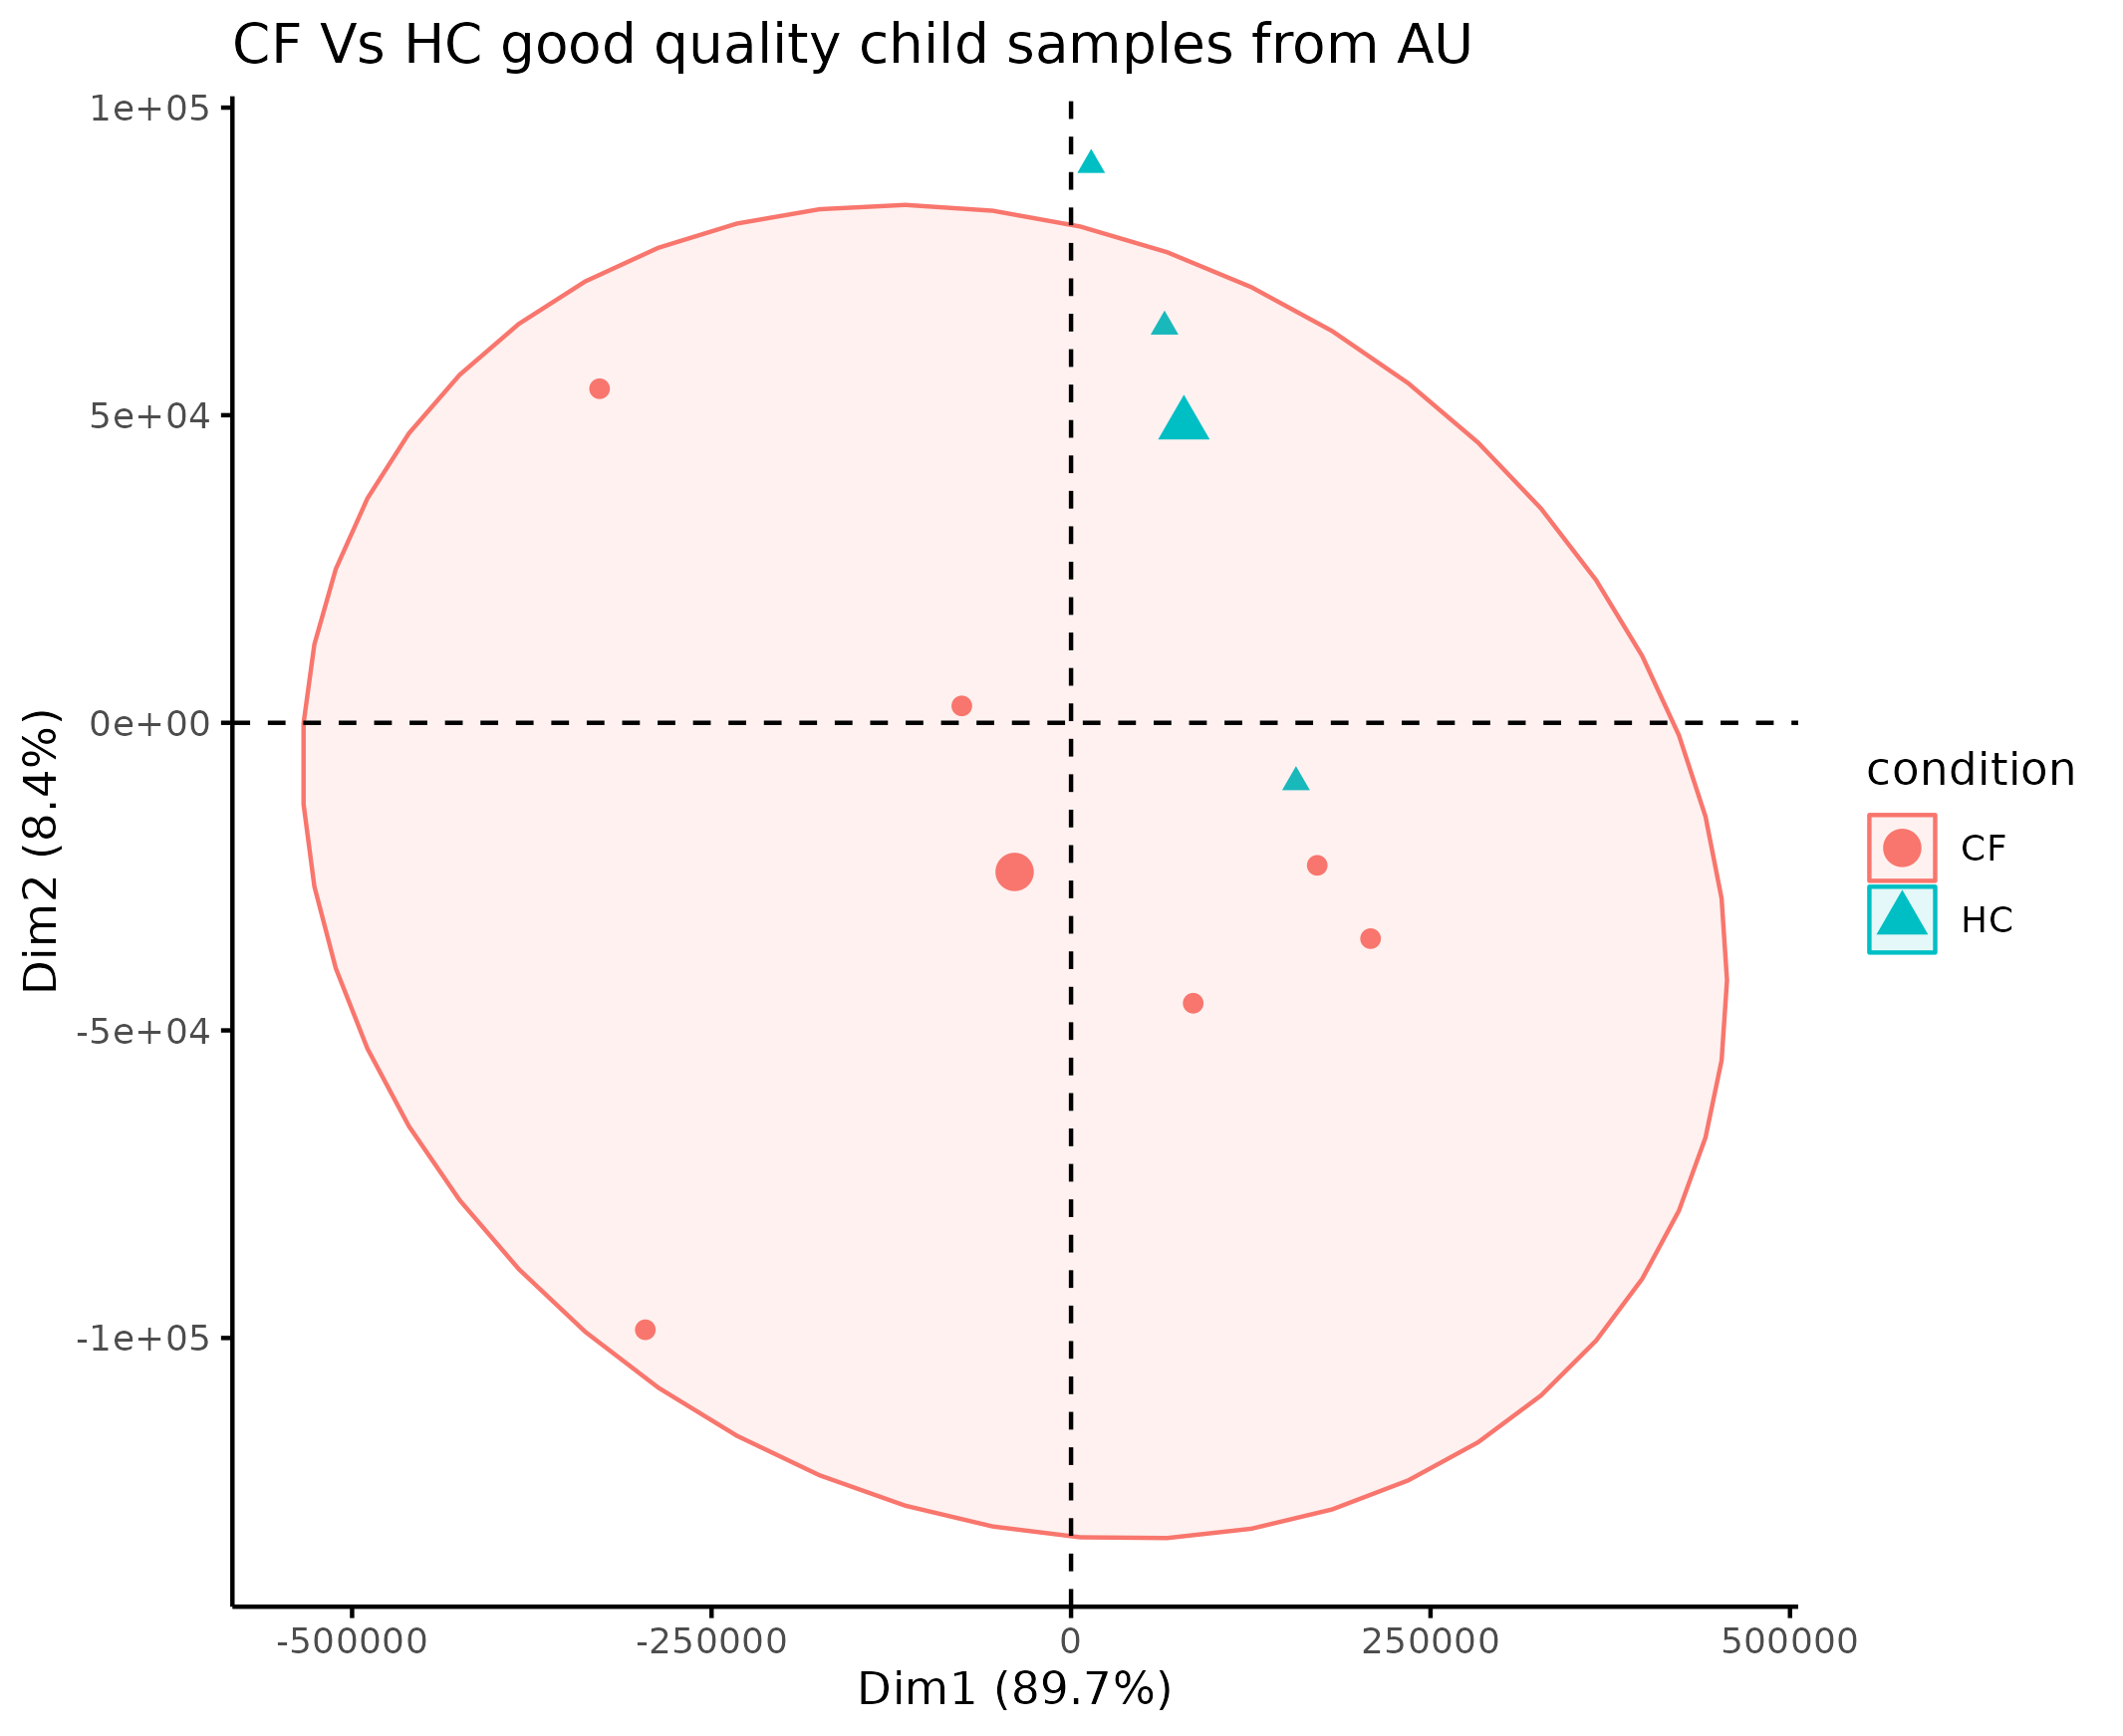 CF Vs HC good quality child samples from AU
1e+05
5e+04
0e+00
-5e+04
-1e+05
Dim2 (8.4%)
-500000
-250000
0
250000
500000
Dim1 (89.7%)
condition
CF
HC